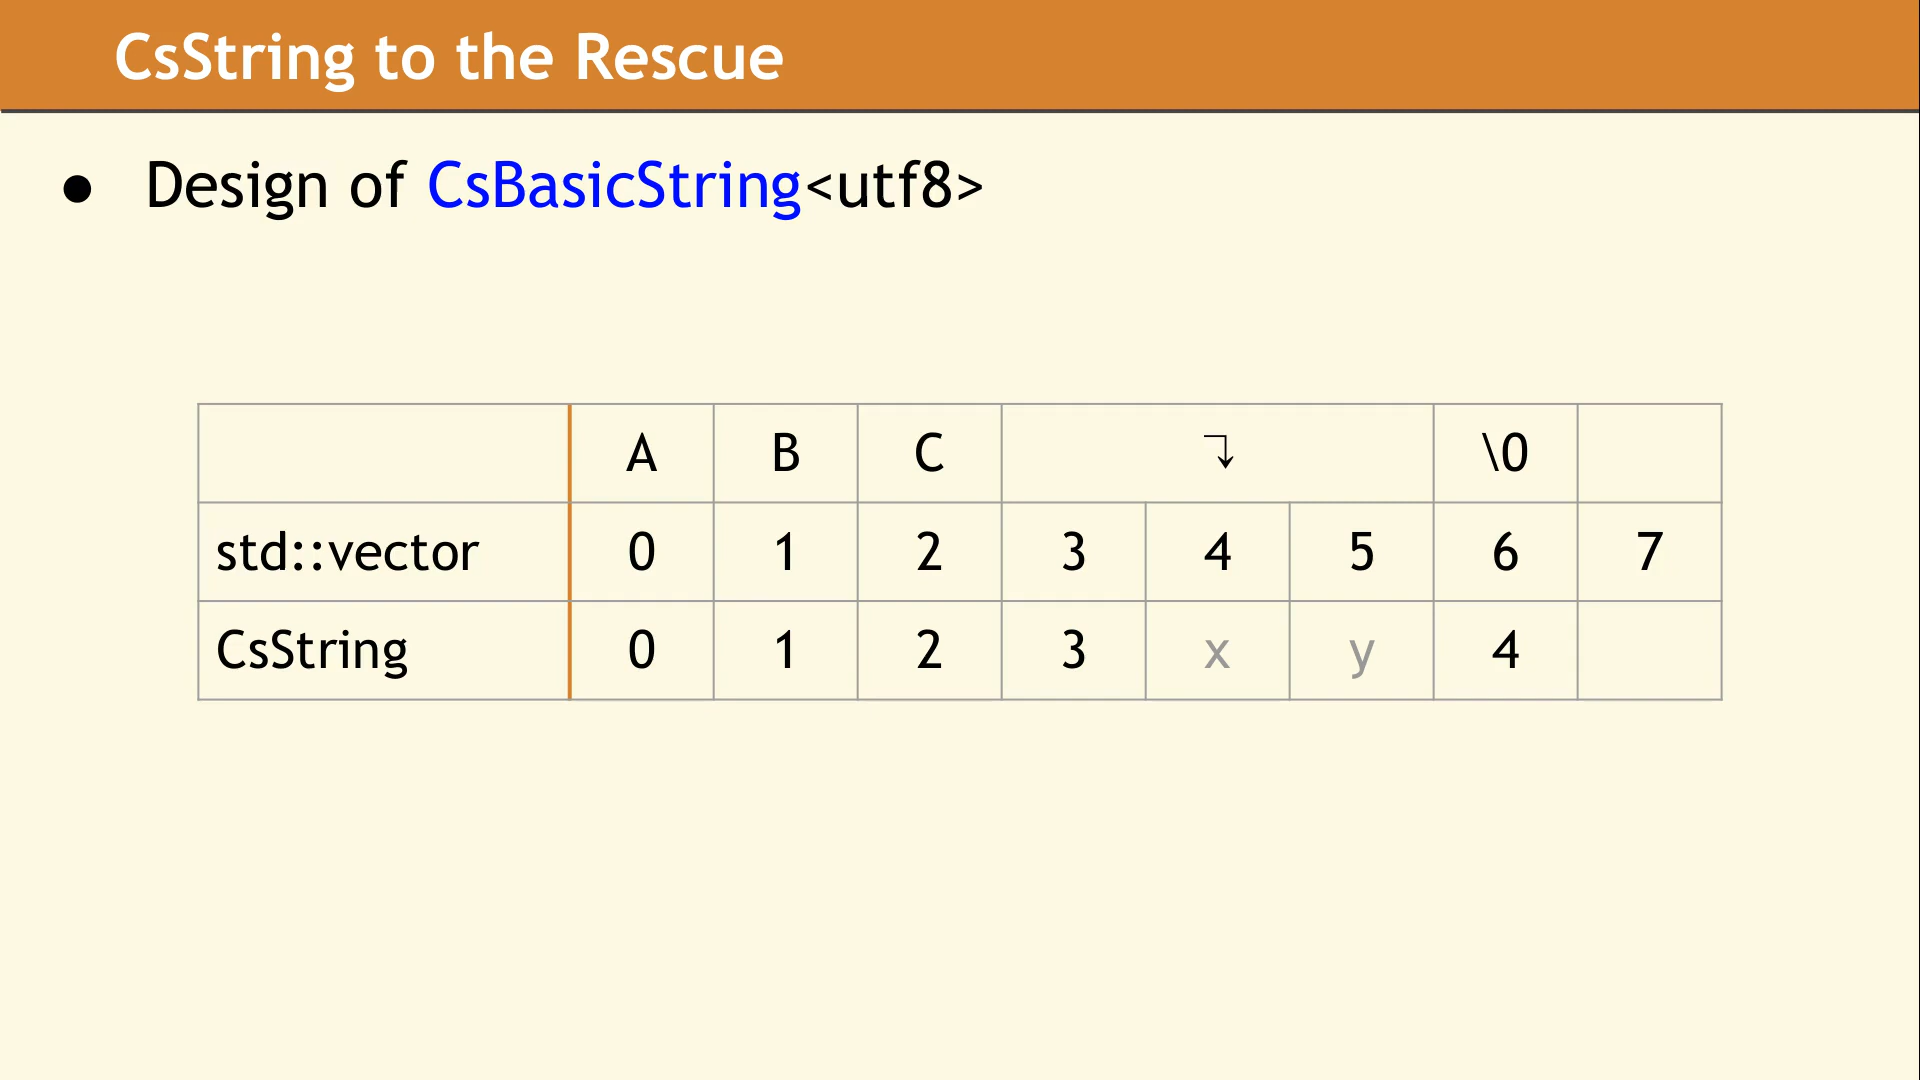 CsString to the Rescue
● Design of CsBasicString<utf8>
A B C ⮧ \0
std::vector 0 1 2 3 4 5 6 7
CsString 0 1 2 3 x y 4